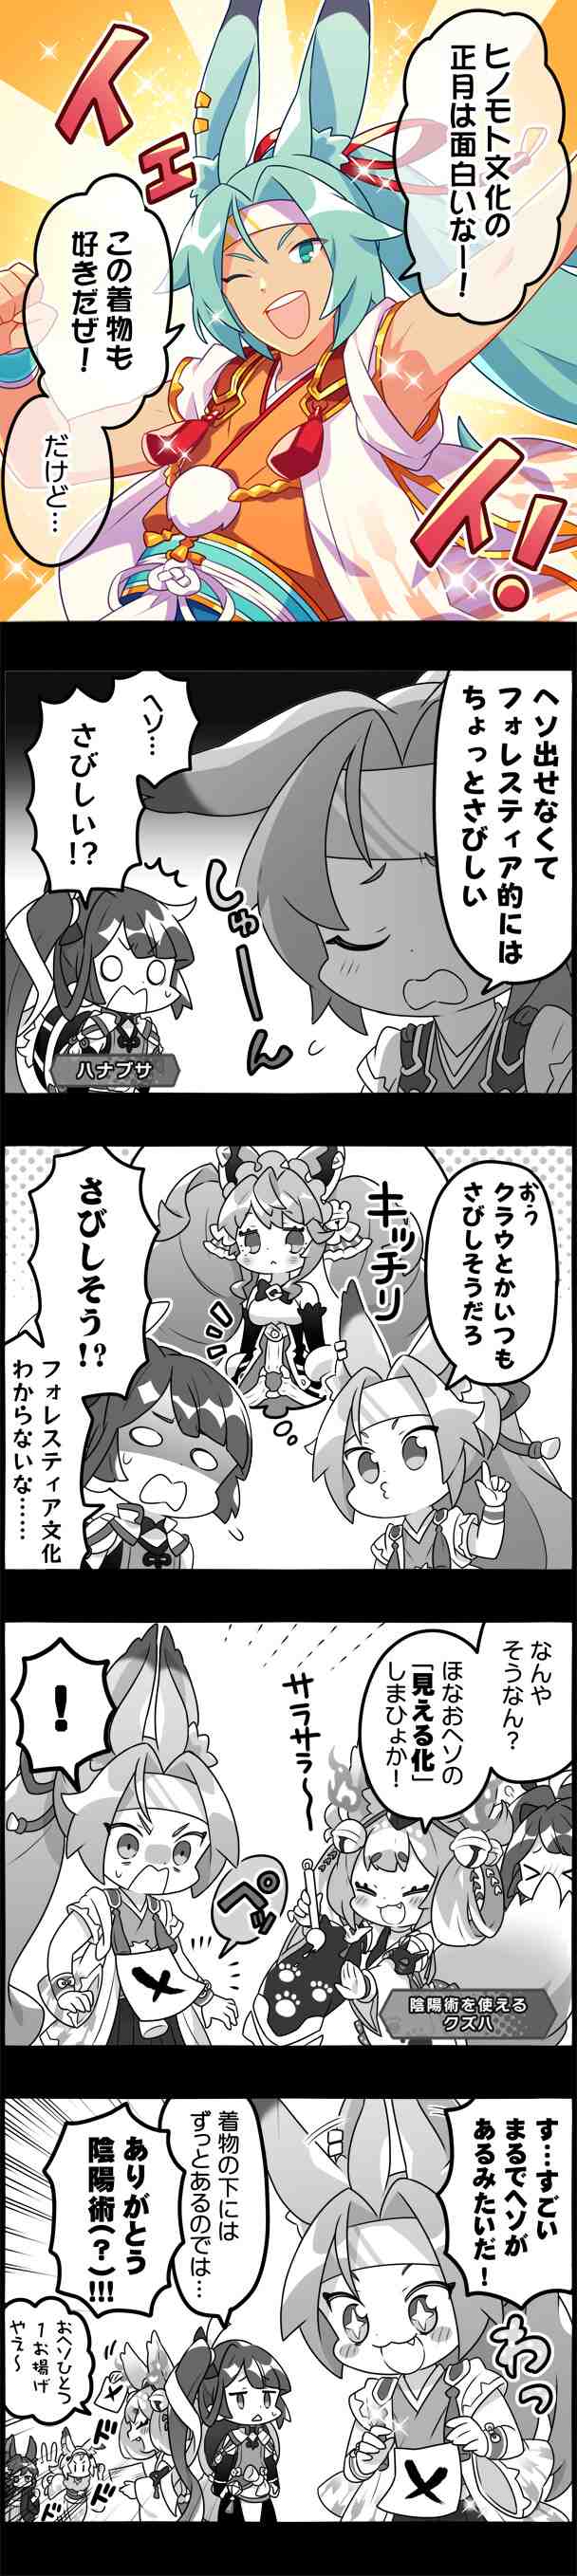 ヒノモト文化の
正月は面白いなー!
イェ
イ!
この着物も
好きだぜ!
だけど…
ヘソ出せなくて
フォレスティア的には
ちょっとさびしい
しゅーん
ヘソ…
さびしい!?
ハナブサ
おぅ
クラウとかいつも
さびしそうだろ
キッチリ
さびしそう!?
フォレスティア文化
わからないな……
なんや
そうなん?
ほなおヘソの
「見える化」
しまひょか!
サラサラ~
ペッ
!
陰陽術を使える
クズハ
す…すごい
まるでヘソが
あるみたいだ!
わっ
着物の下には
ずっとあるのでは…
ありがとう
陰陽術(?)!!!
おヘソひとつ
1お揚げ
やえ~
ドド
ドド